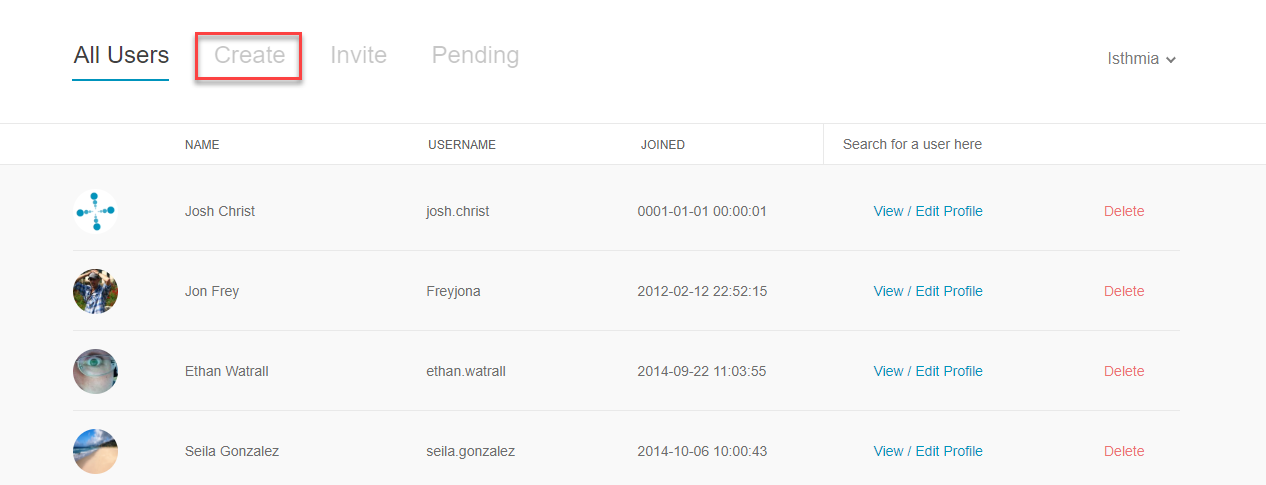 All Users Create Invite Pending Isthmia
NAME USERNAME JOINED Search for a user here
Josh Christ josh.christ 0001-01-01 00:00:01 View / Edit Profile Delete
Jon Frey Freyjona 2012-02-12 22:52:15 View / Edit Profile Delete
Ethan Watrall ethan.watrall 2014-09-22 11:03:55 View / Edit Profile Delete
Seila Gonzalez seila.gonzalez 2014-10-06 10:00:43 View / Edit Profile Delete